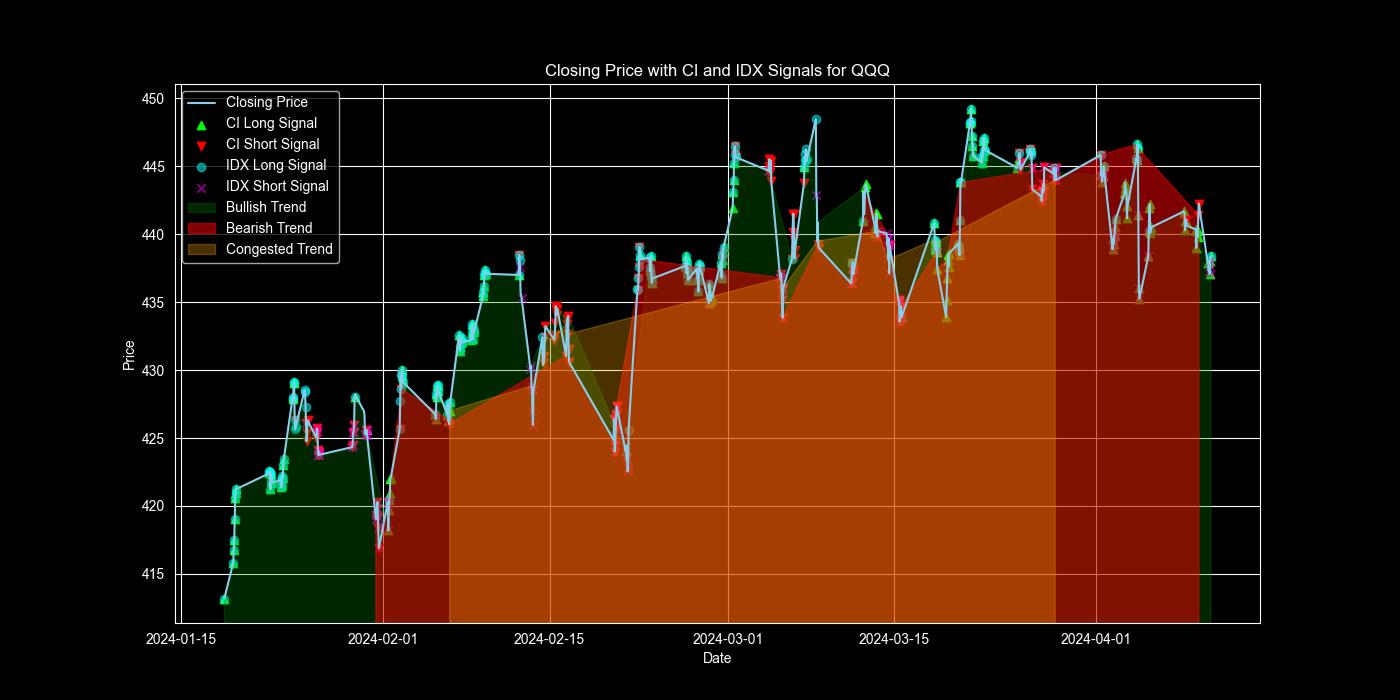 Closing Price with CI and IDX Signals for QQQ
Closing Price
CI Long Signal
CI Short Signal
IDX Long Signal
IDX Short Signal
Bullish Trend
Bearish Trend
Congested Trend
450
445
440
435
430
425
420
415
Price
2024-01-15 2024-02-01 2024-02-15 2024-03-01 2024-03-15 2024-04-01
Date